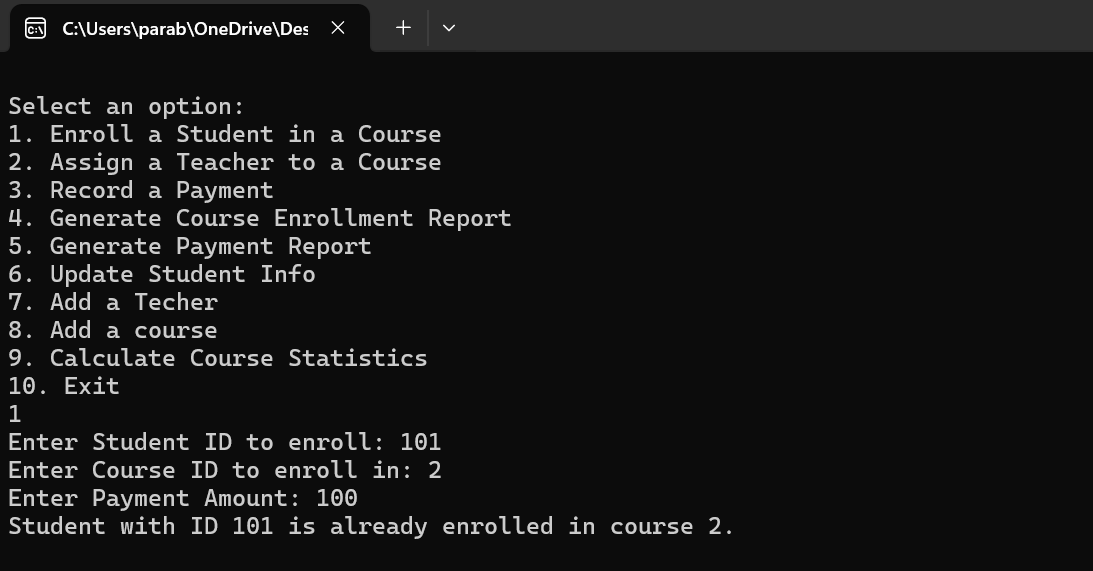 C:\Users\parab\OneDrive\Des
Select an option:
1. Enroll a Student in a Course
2. Assign a Teacher to a Course
3. Record a Payment
4. Generate Course Enrollment Report
5. Generate Payment Report
6. Update Student Info
7. Add a Techer
8. Add a course
9. Calculate Course Statistics
10. Exit
1
Enter Student ID to enroll: 101
Enter Course ID to enroll in: 2
Enter Payment Amount: 100
Student with ID 101 is already enrolled in course 2.